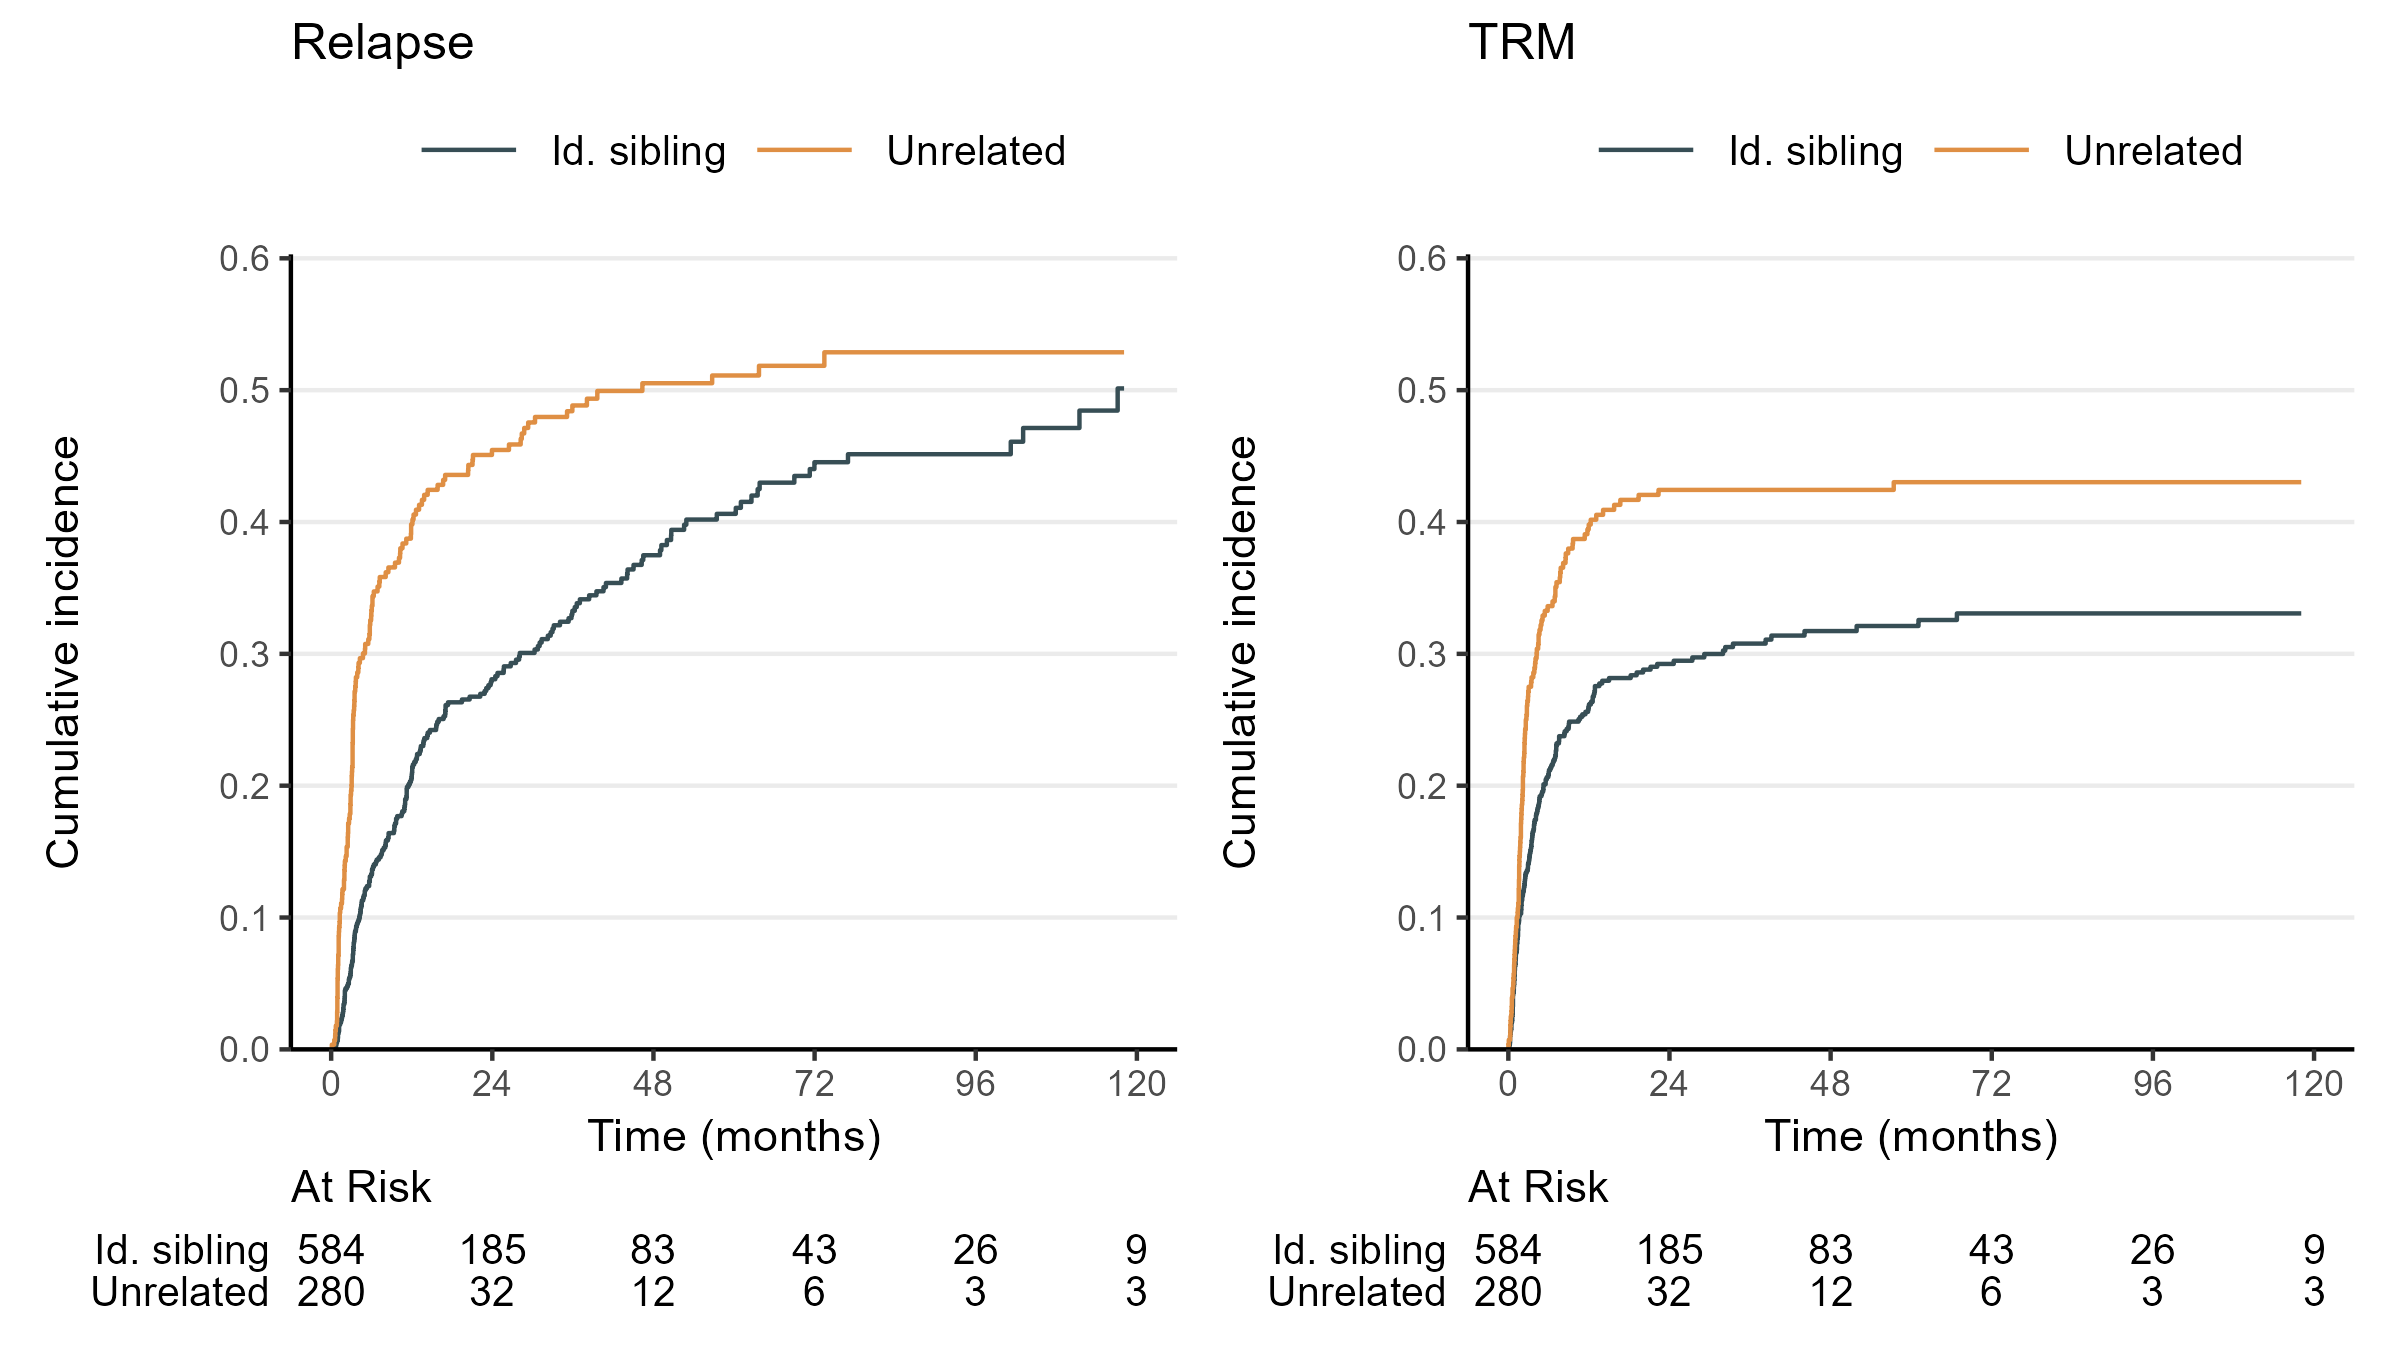 Relapse
Id. sibling Unrelated
Cumulative incidence
0.6
0.5
0.4
0.3
0.2
0.1
0.0
0 24 48 72 96 120
Time (months)
At Risk
Id. sibling 584 185 83 43 26 9
Unrelated 280 32 12 6 3 3
TRM
Id. sibling Unrelated
Cumulative incidence
0.6
0.5
0.4
0.3
0.2
0.1
0.0
0 24 48 72 96 120
Time (months)
At Risk
Id. sibling 584 185 83 43 26 9
Unrelated 280 32 12 6 3 3